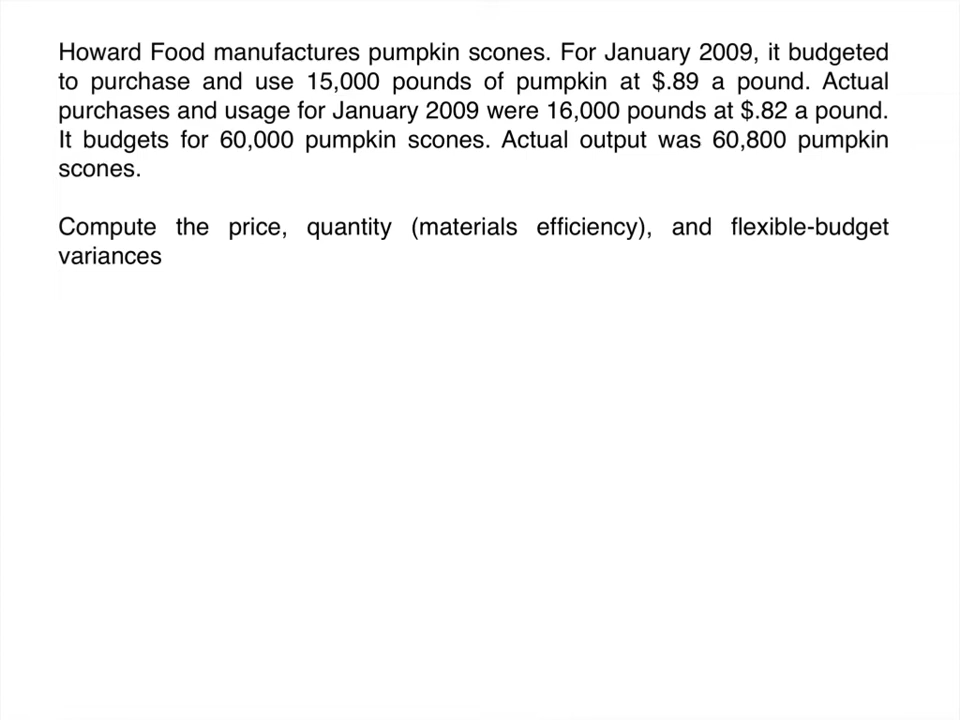 Howard Food manufactures pumpkin scones. For January 2009, it budgeted
to purchase and use 15,000 pounds of pumpkin at $.89 a pound. Actual
purchases and usage for January 2009 were 16,000 pounds at $.82 a pound.
It budgets for 60,000 pumpkin scones. Actual output was 60,800 pumpkin
scones.
Compute the price, quantity (materials efficiency), and flexible-budget
variances